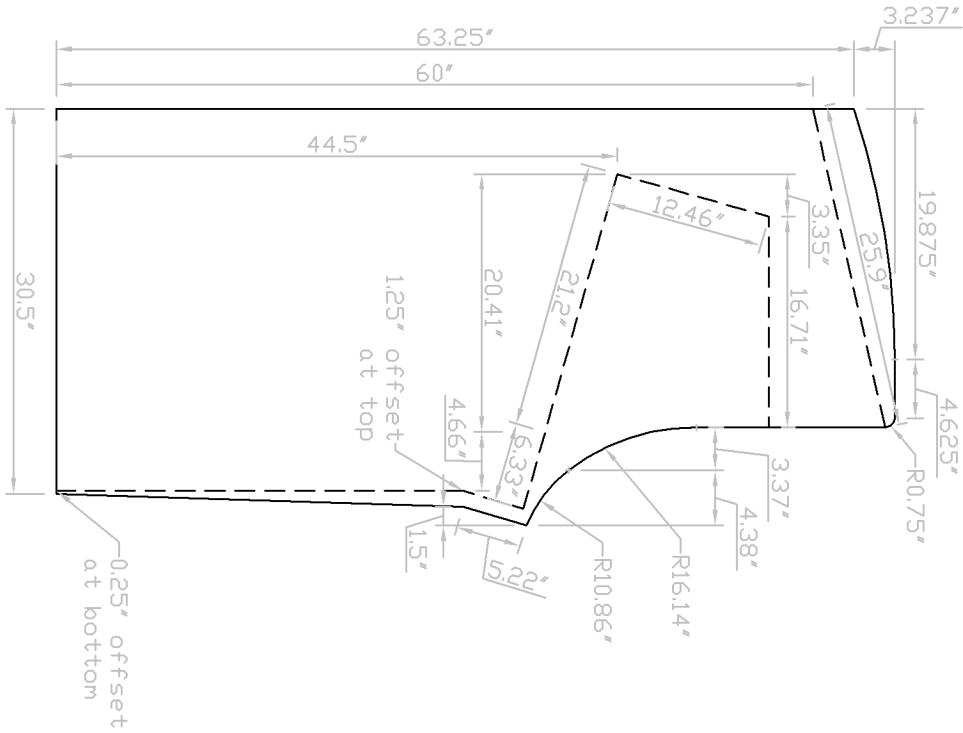 3.237"
63.25"
60"
44.5"
12.46"
3.35"
19.875"
25.9"
30.5"
1.25" offset
at top
20.41"
21.2"
16.71"
4.66"
6.33"
4.625"
R0.75"
3.37"
4.38"
1.5"
5.22"
R10.86"
R16.14"
0.25" offset
at bottom